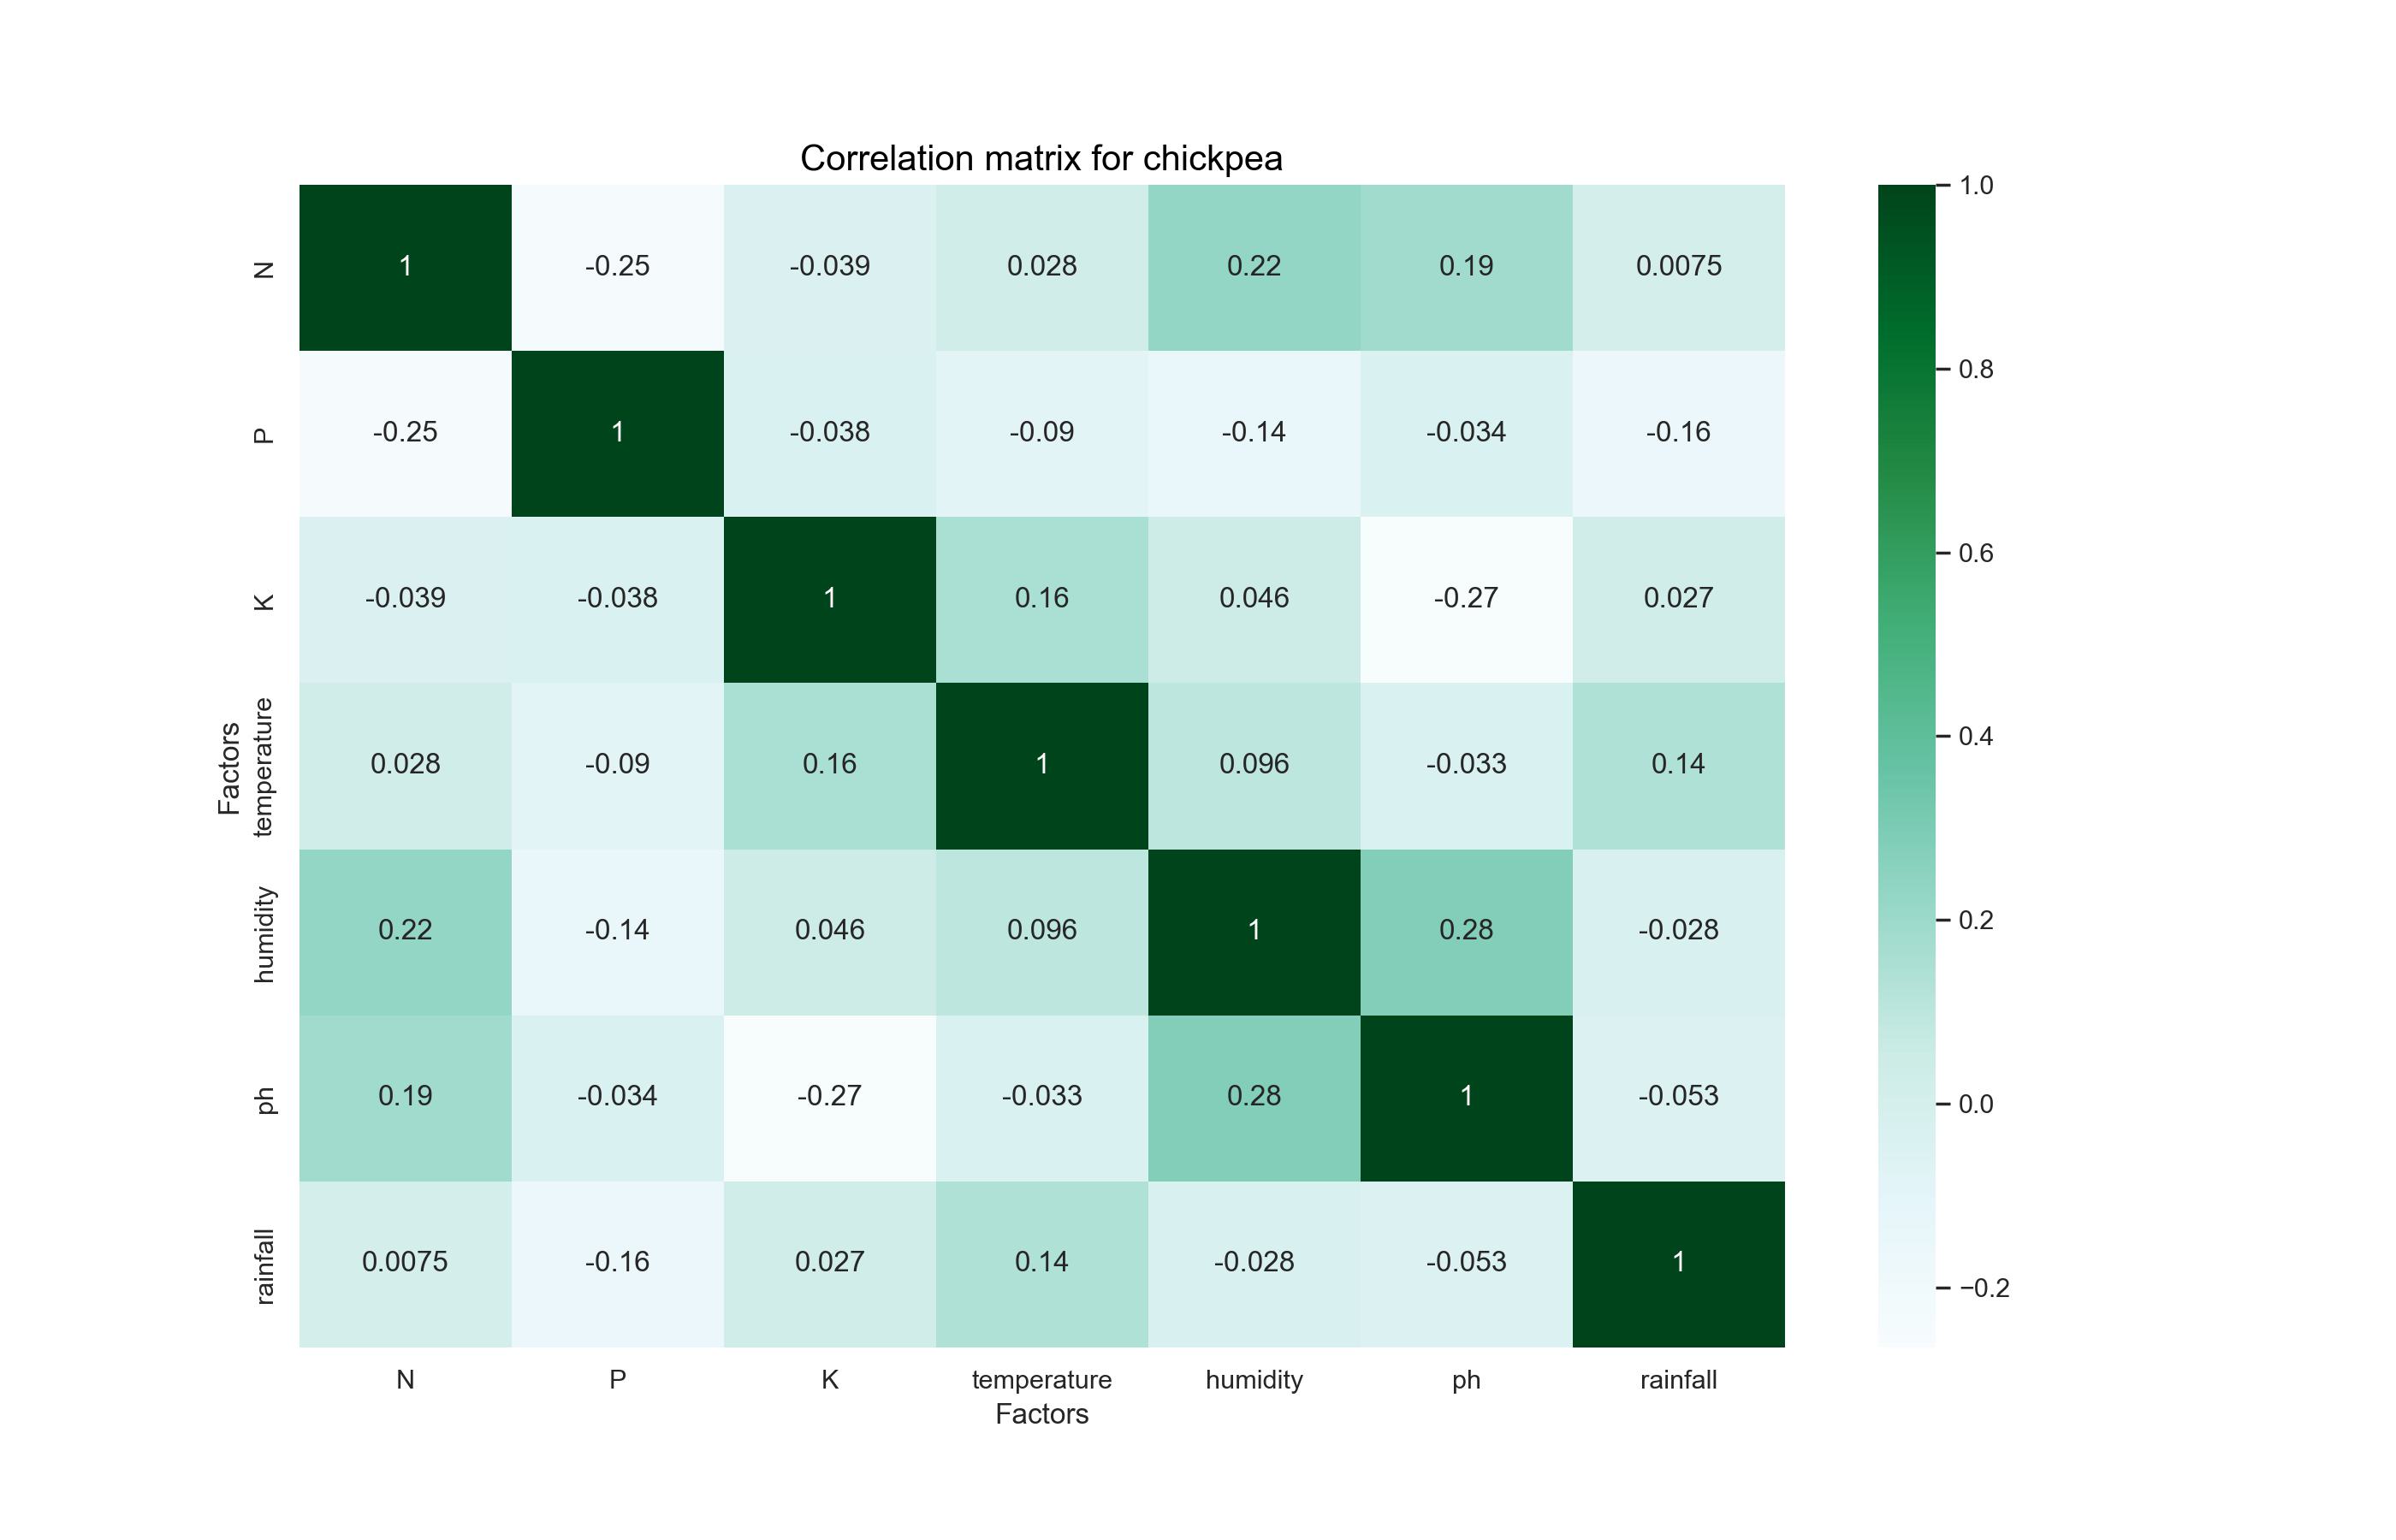 Correlation matrix for chickpea
N 1 -0.25 -0.039 0.028 0.22 0.19 0.0075
P -0.25 1 -0.038 -0.09 -0.14 -0.034 -0.16
K -0.039 -0.038 1 0.16 0.046 -0.27 0.027
temperature 0.028 -0.09 0.16 1 0.096 -0.033 0.14
humidity 0.22 -0.14 0.046 0.096 1 0.28 -0.028
ph 0.19 -0.034 -0.27 -0.033 0.28 1 -0.053
rainfall 0.0075 -0.16 0.027 0.14 -0.028 -0.053 1
Factors
N P K temperature humidity ph rainfall
Factors
1.0
0.8
0.6
0.4
0.2
0.0
−0.2